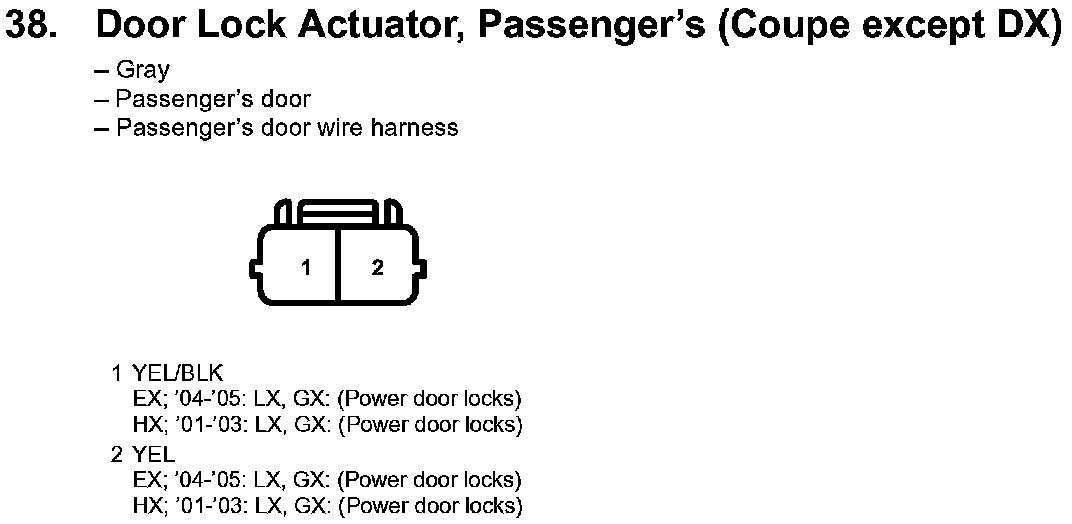 38. Door Lock Actuator, Passenger’s (Coupe except DX)
– Gray
– Passenger’s door
– Passenger’s door wire harness
1 2
1 YEL/BLK
EX; ’04-’05: LX, GX: (Power door locks)
HX; ’01-’03: LX, GX: (Power door locks)
2 YEL
EX; ’04-’05: LX, GX: (Power door locks)
HX; ’01-’03: LX, GX: (Power door locks)